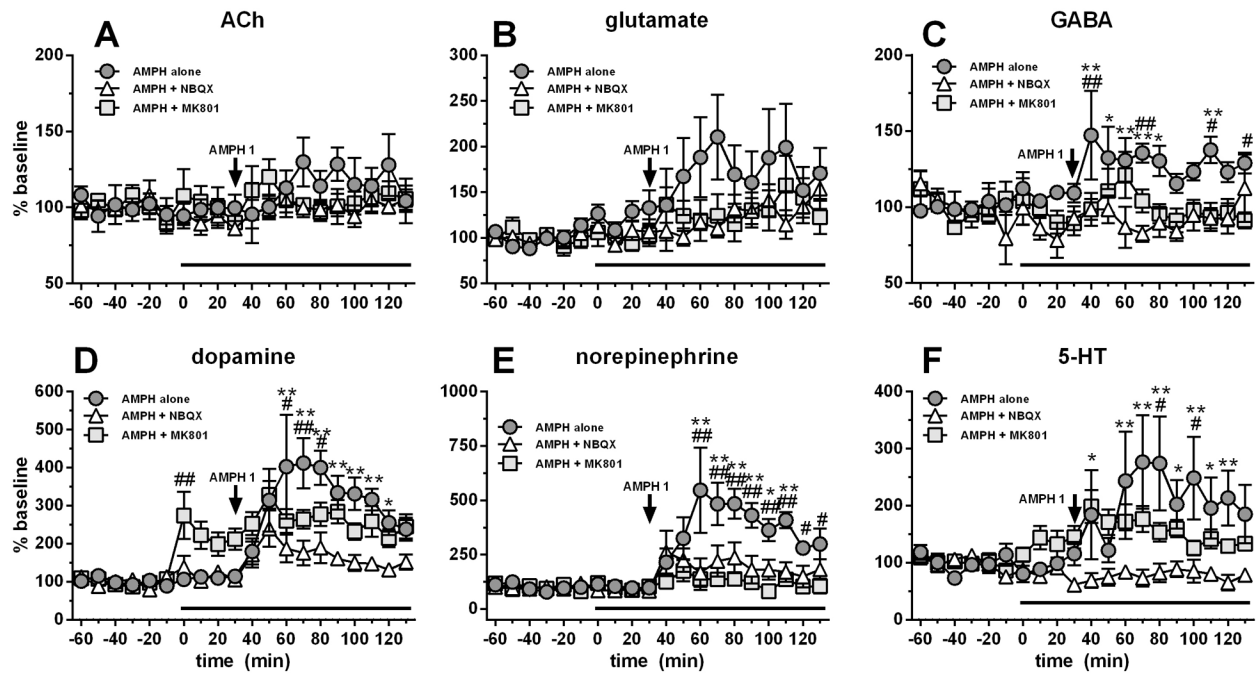 A ACh
200
150
100
50
% baseline
AMPH alone
AMPH + NBQX
AMPH + MK801
AMPH 1
-60 -40 -20 0 20 40 60 80 100 120
B glutamate
300
250
200
150
100
50
AMPH alone
AMPH + NBQX
AMPH + MK801
AMPH 1
-60 -40 -20 0 20 40 60 80 100 120
C GABA
200
150
100
50
AMPH alone
AMPH + NBQX
AMPH + MK801
AMPH 1
** ## * ** ## *** * ** # #
-60 -40 -20 0 20 40 60 80 100 120
D dopamine
600
500
400
300
200
100
0
% baseline
AMPH alone
AMPH + NBQX
AMPH + MK801
AMPH 1
## ** # ** ## ** # ** ** ** *
-60 -40 -20 0 20 40 60 80 100 120
time (min)
E norepinephrine
1000
750
500
250
0
AMPH alone
AMPH + NBQX
AMPH + MK801
AMPH 1
** ## ** ## ** ## ** ## * ## ** ## # #
-60 -40 -20 0 20 40 60 80 100 120
time (min)
F 5-HT
400
300
200
100
0
AMPH alone
AMPH + NBQX
AMPH + MK801
AMPH 1
* ** ** ** # * ** # * **
-60 -40 -20 0 20 40 60 80 100 120
time (min)